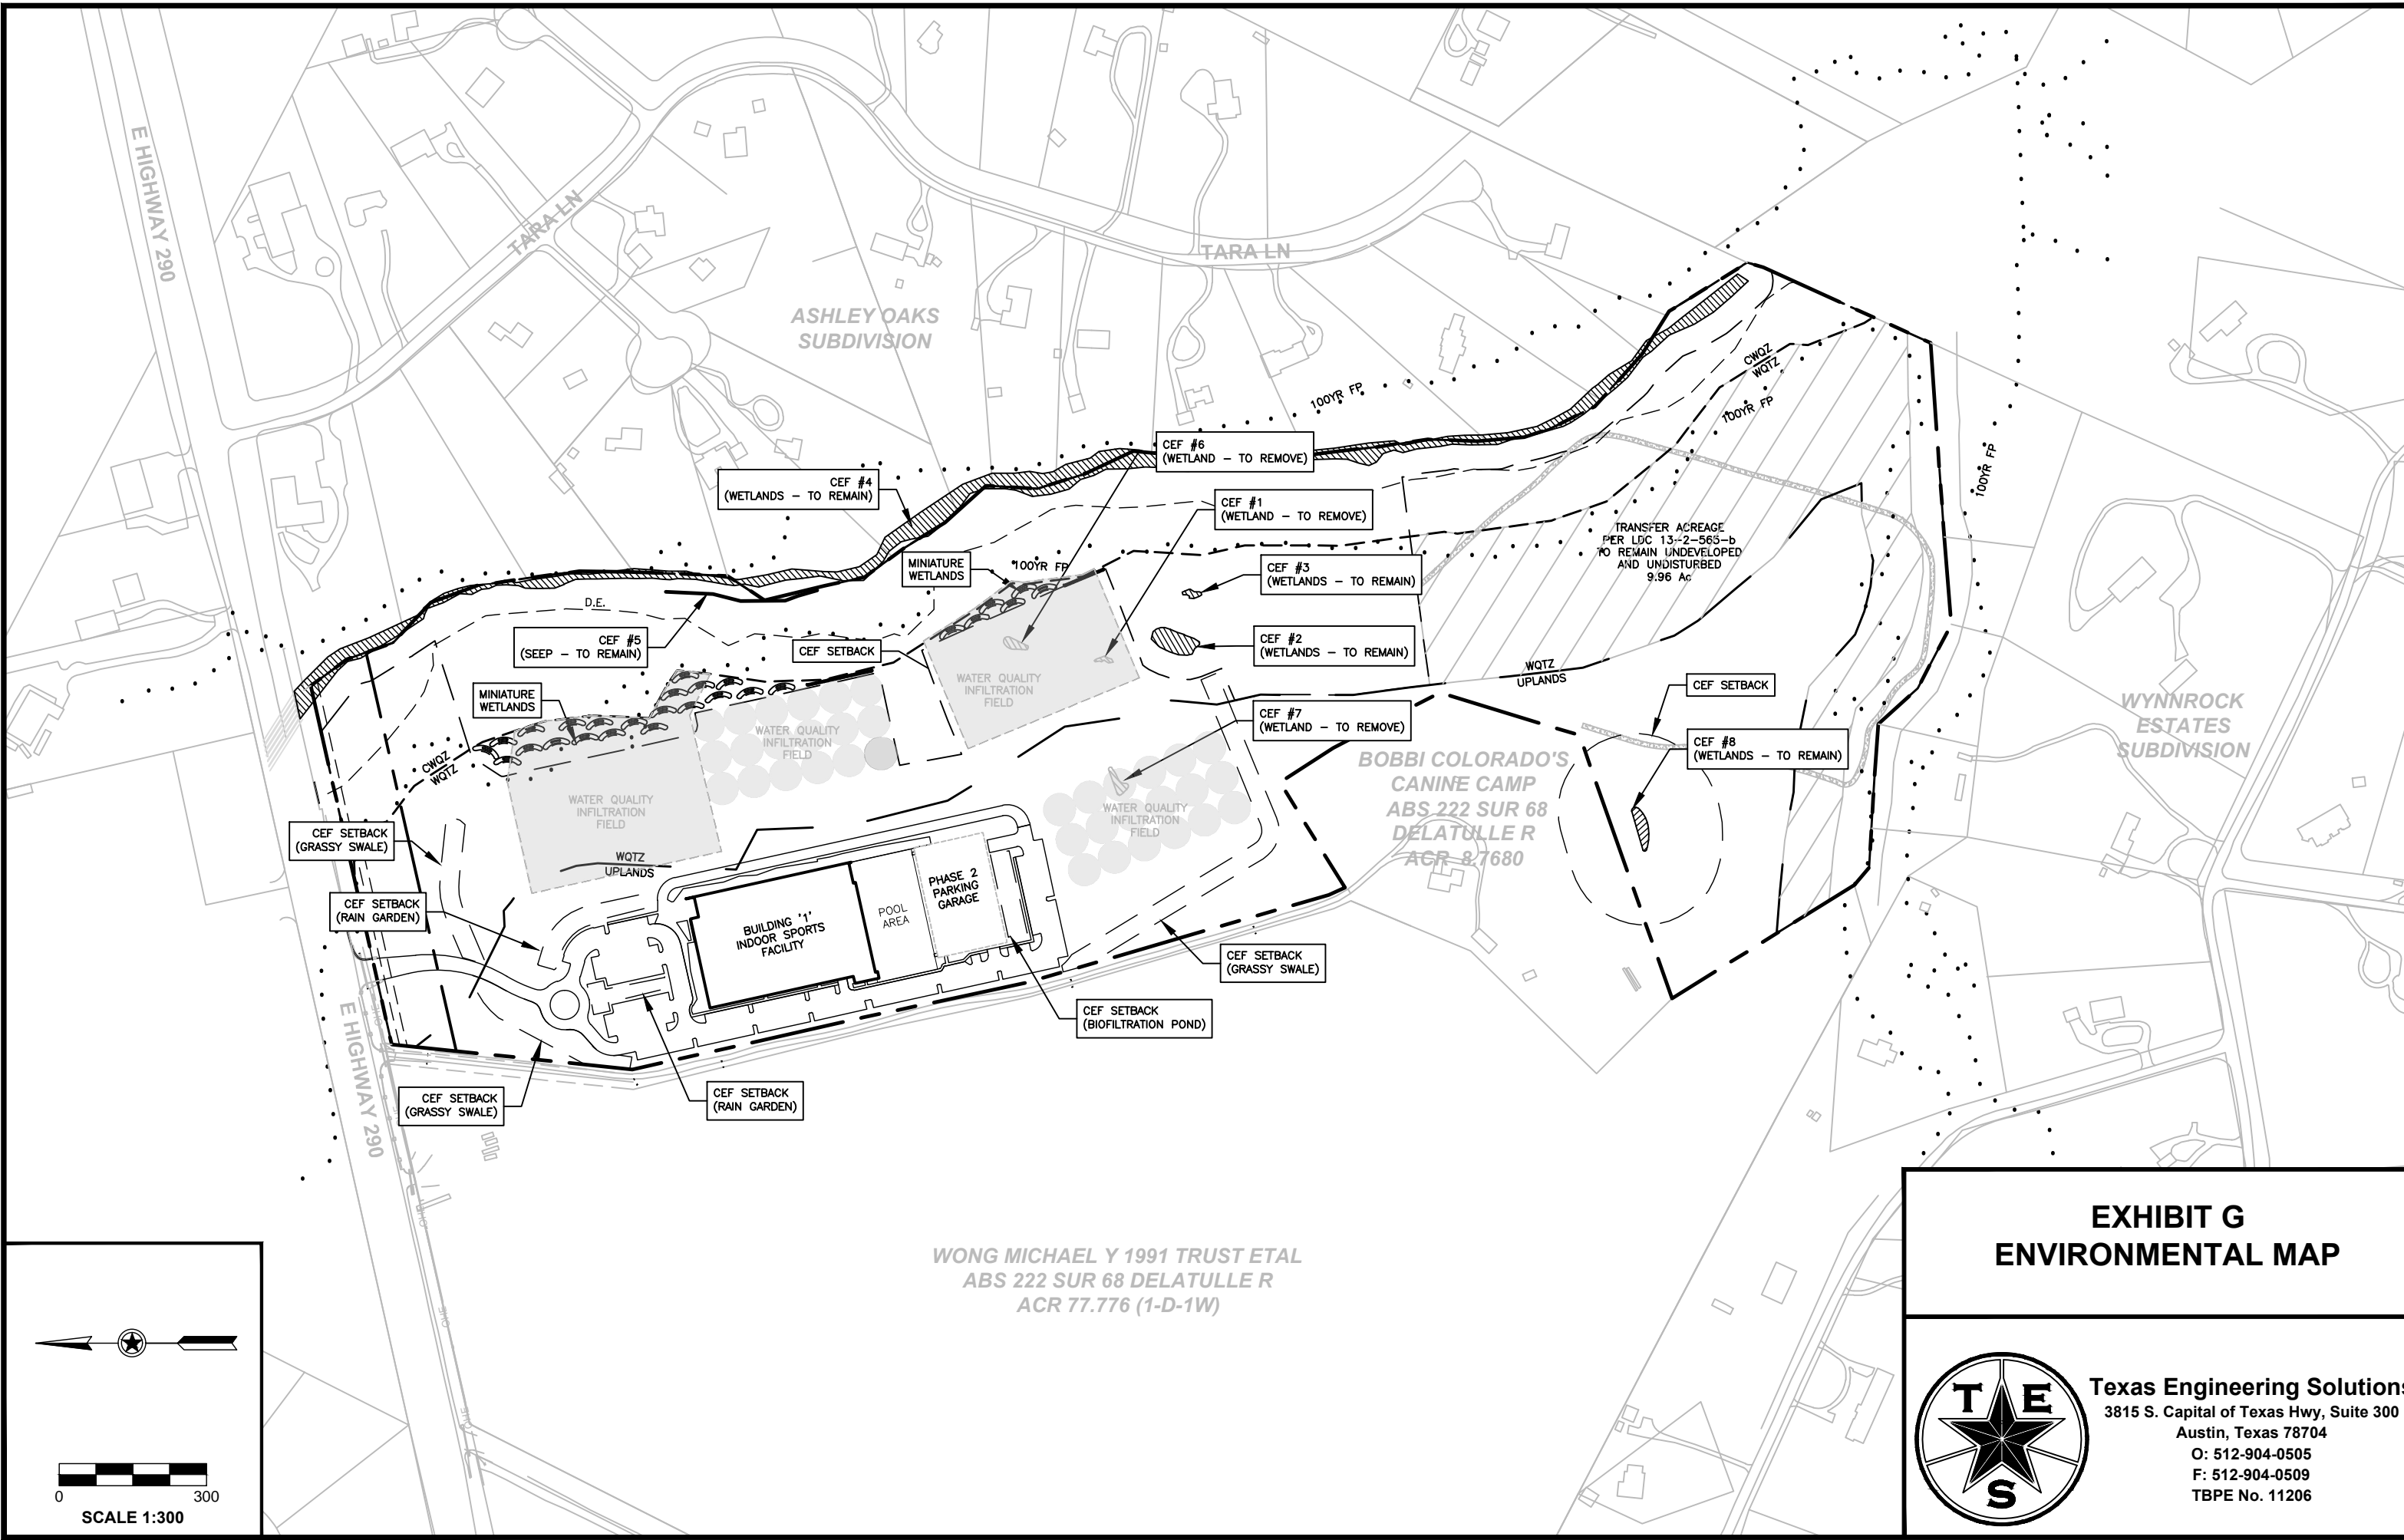 E HIGHWAY 290
TARA LN
TARA LN
ASHLEY OAKS
SUBDIVISION
100YR FP
CWQZ
WQTZ
100YR FP
100YR FP
CEF #6
(WETLAND - TO REMOVE)
CEF #4
(WETLANDS - TO REMAIN)
CEF #1
(WETLAND - TO REMOVE)
TRANSFER ACREAGE
PER LDC 13-2-565-b
TO REMAIN UNDEVELOPED
AND UNDISTURBED
9.96 Ac
MINIATURE
WETLANDS
100YR FP
CEF #3
(WETLANDS - TO REMAIN)
D.E.
CEF #5
(SEEP - TO REMAIN)
CEF SETBACK
CEF #2
(WETLANDS - TO REMAIN)
WATER QUALITY
INFILTRATION
FIELD
WQTZ
UPLANDS
CEF SETBACK
MINIATURE
WETLANDS
WYNNROCK
ESTATES
SUBDIVISION
CEF #7
(WETLAND - TO REMOVE)
WATER QUALITY
INFILTRATION
FIELD
CEF #8
(WETLANDS - TO REMAIN)
BOBBI COLORADO'S
CANINE CAMP
ABS 222 SUR 68
DELATULLE R
ACR 8.7680
CWQZ
WQTZ
WATER QUALITY
INFILTRATION
FIELD
WATER QUALITY
INFILTRATION
FIELD
CEF SETBACK
(GRASSY SWALE)
WQTZ
UPLANDS
PHASE 2
PARKING
GARAGE
CEF SETBACK
(RAIN GARDEN)
POOL
AREA
BUILDING '1'
INDOOR SPORTS
FACILITY
CEF SETBACK
(GRASSY SWALE)
CEF SETBACK
(BIOFILTRATION POND)
E HIGHWAY 290
OHE
CEF SETBACK
(GRASSY SWALE)
CEF SETBACK
(RAIN GARDEN)
OHE
OHE
OHE
WONG MICHAEL Y 1991 TRUST ETAL
ABS 222 SUR 68 DELATULLE R
ACR 77.776 (1-D-1W)
0 300
SCALE 1:300
EXHIBIT G
ENVIRONMENTAL MAP
T E S
Texas Engineering Solutions
3815 S. Capital of Texas Hwy, Suite 300
Austin, Texas 78704
O: 512-904-0505
F: 512-904-0509
TBPE No. 11206